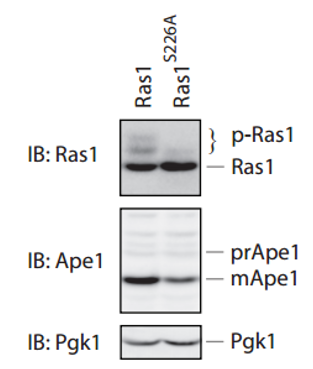 Ras1
Ras1S226A
IB: Ras1
p-Ras1
Ras1
IB: Ape1
prApe1
mApe1
IB: Pgk1
Pgk1